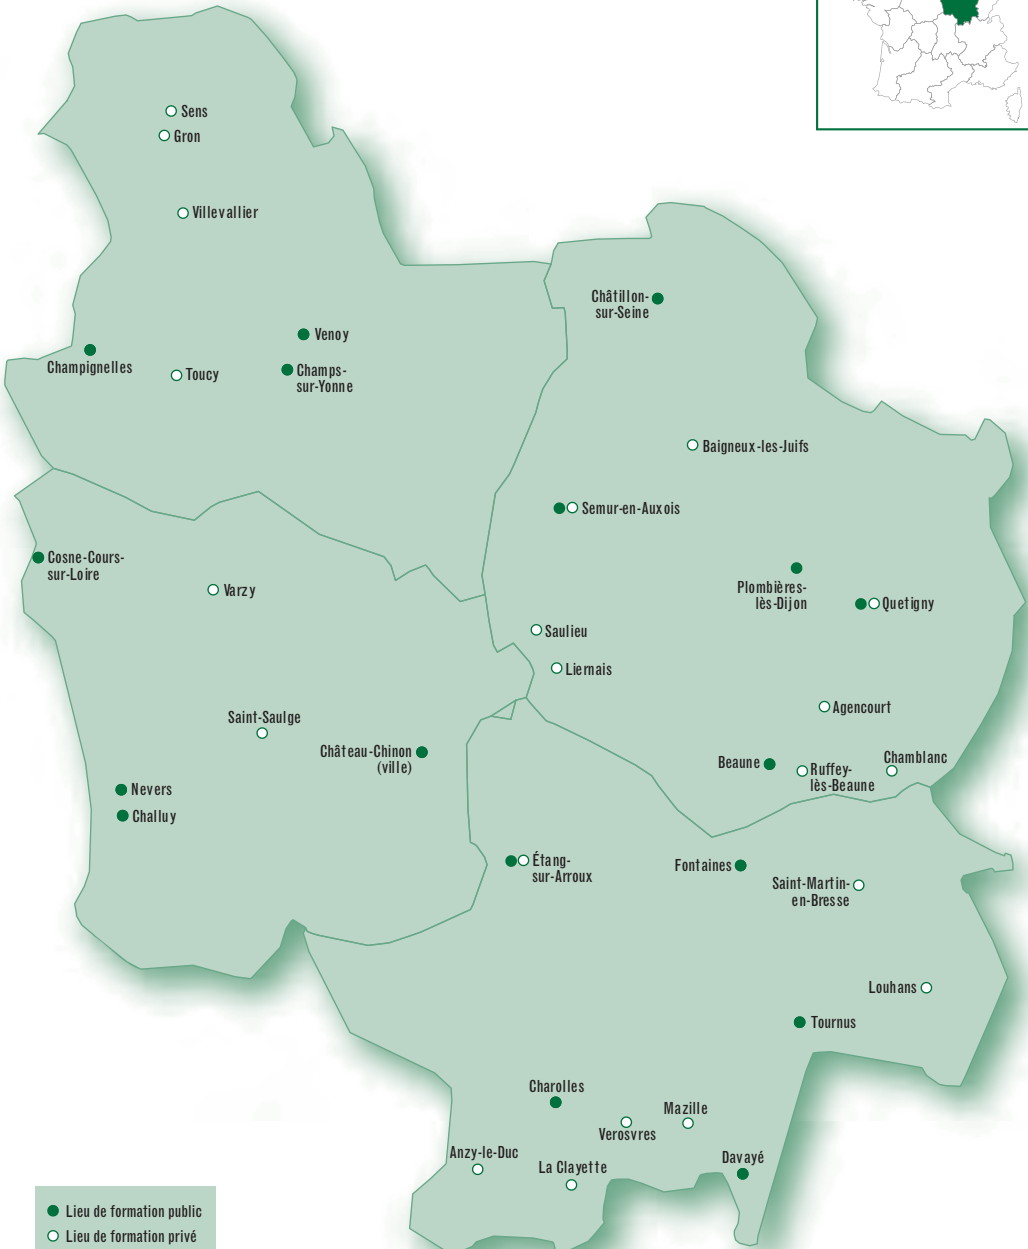 Sens
Gron
Villevallier
Châtillon-
sur-Seine
Venoy
Champignelles
Toucy
Champs-
sur-Yonne
Baigneux-les-Juifs
Semur-en-Auxois
Cosne-Cours-
sur-Loire
Varzy
Plombières-
lès-Dijon
Quetigny
Saulieu
Liernais
Agencourt
Saint-Saulge
Château-Chinon
(ville)
Beaune
Ruffey-
lès-Beaune
Chamblanc
Nevers
Challuy
Étang-
sur-Arroux
Fontaines
Saint-Martin-
en-Bresse
Louhans
Tournus
Charolles
Mazille
Verosvres
Anzy-le-Duc
La Clayette
Davayé
Lieu de formation public
Lieu de formation privé